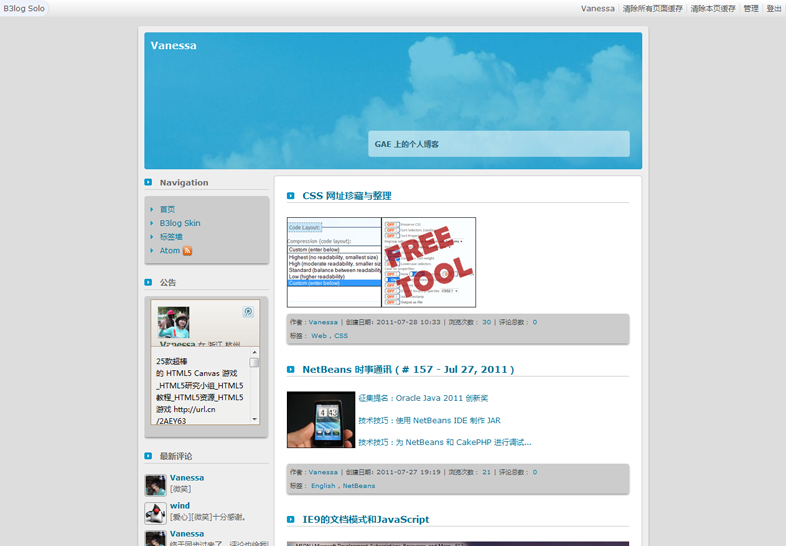 B3log Solo
Vanessa 清除所有页面缓存 清除本页缓存 管理 登出
Vanessa
GAE 上的个人博客
Navigation
首页
B3log Skin
标签墙
Atom
公告
Vanessa 女 浙江 杭州
25款超棒
的 HTML5 Canvas 游戏
_HTML5研究小组_HTML5
教程_HTML5资源_HTML5
游戏 http://url.cn
/2AEY63
最新评论
Vanessa
[微笑]
wind
[爱心][微笑]十分感谢。
Vanessa
CSS 网址珍藏与整理
Code Layout:
Compression (code layout):
Custom (enter below)
Highest (no readability, smallest size)
High (moderate readability, smaller size)
Standard (balance between readability
Low (higher readability)
Custom (enter below)
FREE
TOOL
作者：Vanessa | 创建日期：2011-07-28 10:33 | 浏览次数： 30 | 评论总数： 0
标签： Web , CSS
NetBeans 时事通讯 ( # 157 - Jul 27, 2011 )
征集提名：Oracle Java 2011 创新奖
技术技巧：使用 NetBeans IDE 制作 JAR
技术技巧：为 NetBeans 和 CakePHP 进行调试...
作者：Vanessa | 创建日期：2011-07-27 19:19 | 浏览次数： 21 | 评论总数： 0
标签： English , NetBeans
IE9的文档模式和JavaScript